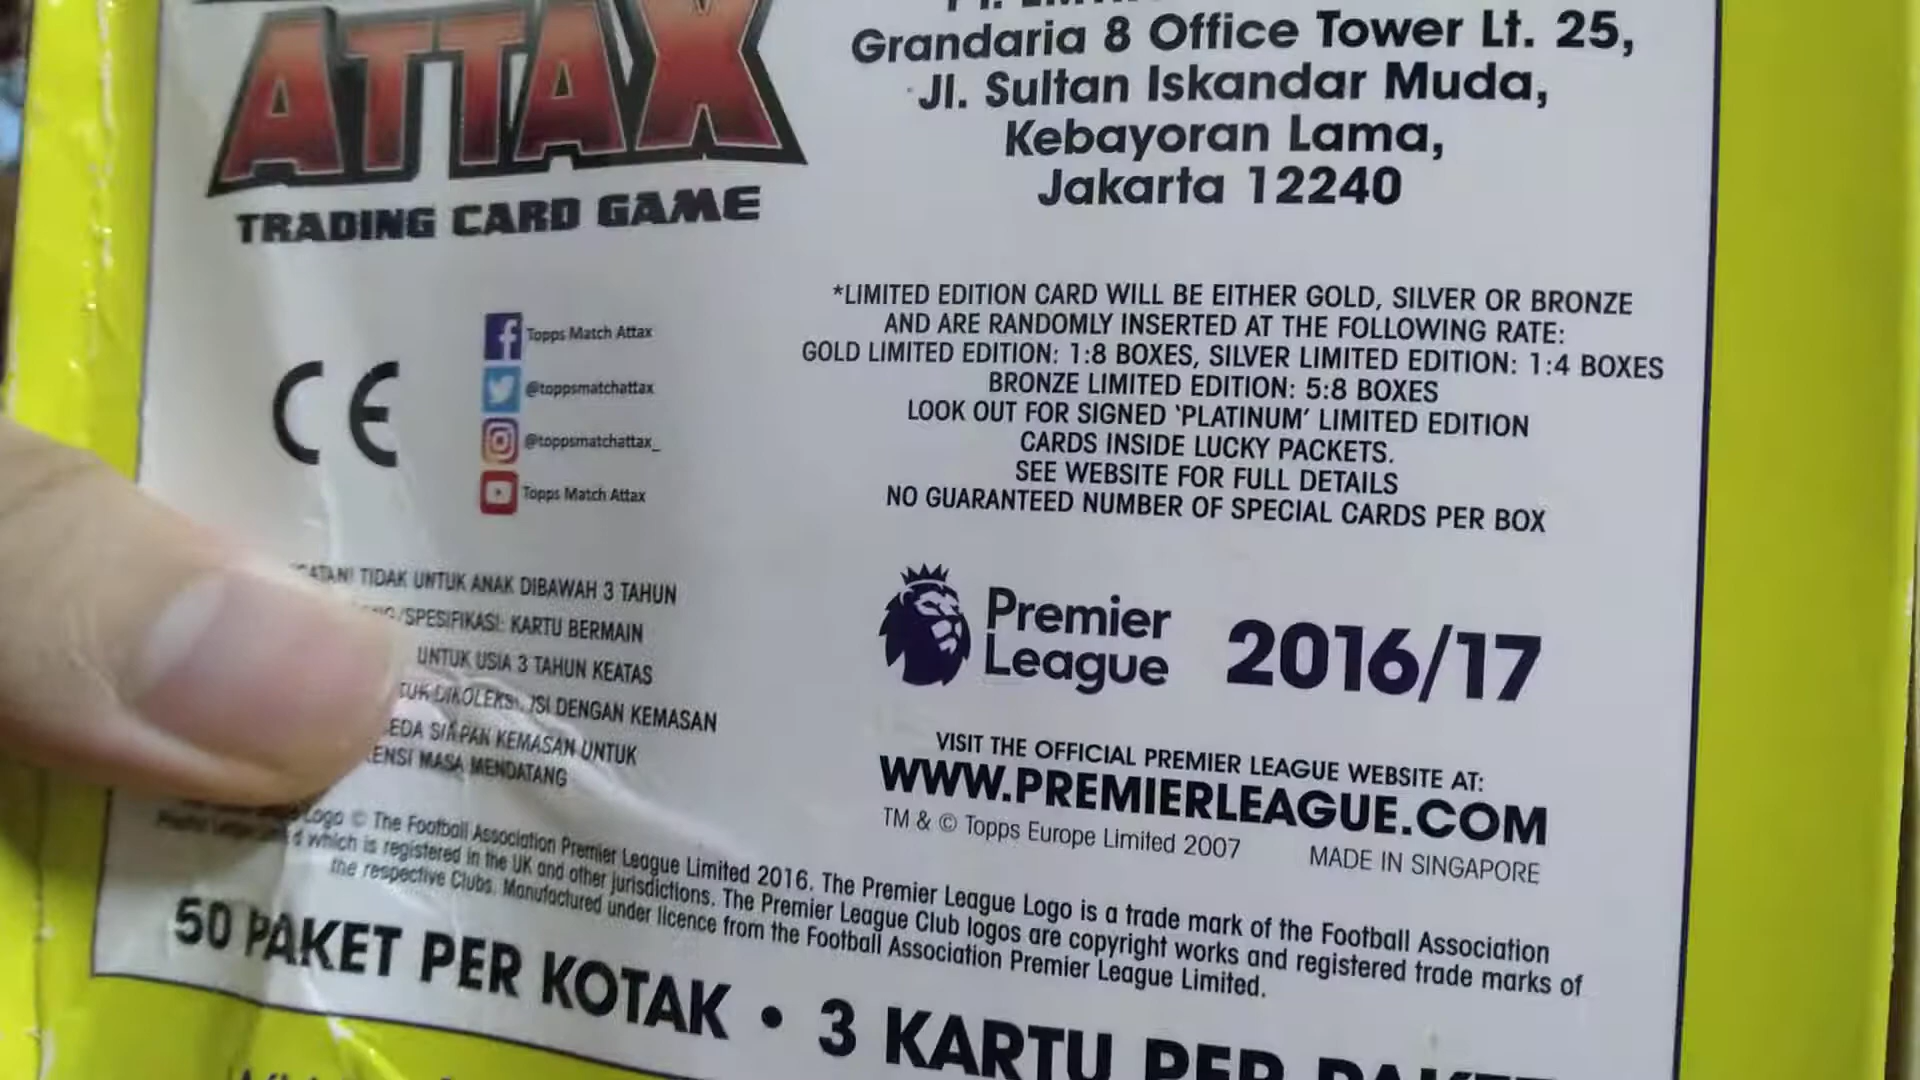 ATTAX
TRADING CARD GAME
Grandaria 8 Office Tower Lt. 25,
Jl. Sultan Iskandar Muda,
Kebayoran Lama,
Jakarta 12240
CE
Topps Match Attax
@toppsmatchattax
@toppsmatchattax_
Topps Match Attax
*LIMITED EDITION CARD WILL BE EITHER GOLD, SILVER OR BRONZE
AND ARE RANDOMLY INSERTED AT THE FOLLOWING RATE:
GOLD LIMITED EDITION: 1:8 BOXES, SILVER LIMITED EDITION: 1:4 BOXES
BRONZE LIMITED EDITION: 5:8 BOXES
LOOK OUT FOR SIGNED ‘PLATINUM’ LIMITED EDITION
CARDS INSIDE LUCKY PACKETS.
SEE WEBSITE FOR FULL DETAILS
NO GUARANTEED NUMBER OF SPECIAL CARDS PER BOX
TIDAK UNTUK ANAK DIBAWAH 3 TAHUN
/SPESIFIKASI: KARTU BERMAIN
UNTUK USIA 3 TAHUN KEATAS
DENGAN KEMASAN
SIAPAN KEMASAN UNTUK
MASA MENDATANG
Premier
League
2016/17
VISIT THE OFFICIAL PREMIER LEAGUE WEBSITE AT:
WWW.PREMIERLEAGUE.COM
TM & © Topps Europe Limited 2007
MADE IN SINGAPORE
Logo © The Football Association Premier League Limited 2016. The Premier League Logo is a trade mark of the Football Association
which is registered in the UK and other jurisdictions. The Premier League Club logos are copyright works and registered trade marks of
the respective Clubs. Manufactured under licence from the Football Association Premier League Limited.
50 PAKET PER KOTAK • 3 KARTU PER PAKET